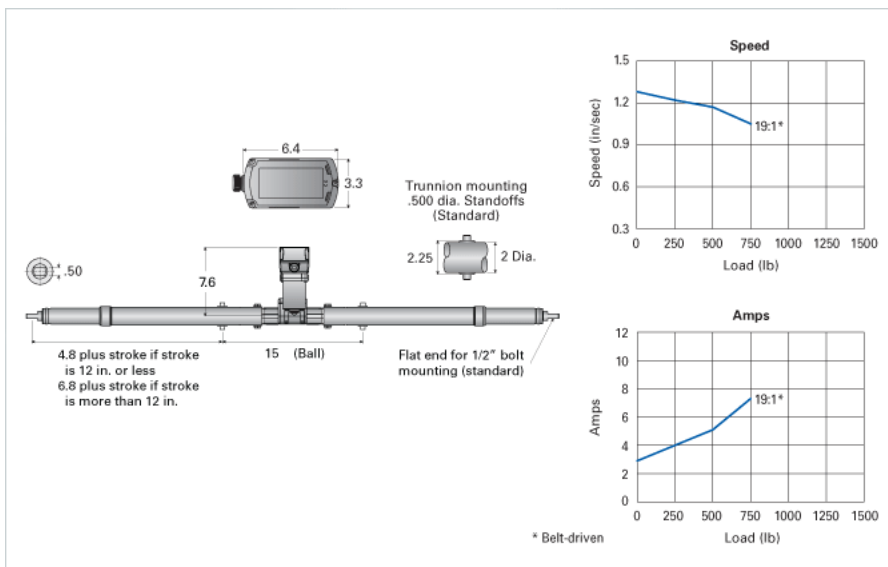 6.4
3.3
Trunnion mounting
.500 dia. Standoffs
(Standard)
2.25
2 Dia.
.50
7.6
4.8 plus stroke if stroke
is 12 in. or less
6.8 plus stroke if stroke
is more than 12 in.
15 (Ball)
Flat end for 1/2" bolt
mounting (standard)
Speed
1.5
1.2
0.9
0.6
0.3
Speed (in/sec)
19:1*
0 250 500 750 1000 1250 1500
Load (lb)
Amps
12
10
8
6
4
2
0
Amps
19:1*
0 250 500 750 1000 1250 1500
Load (lb)
* Belt-driven